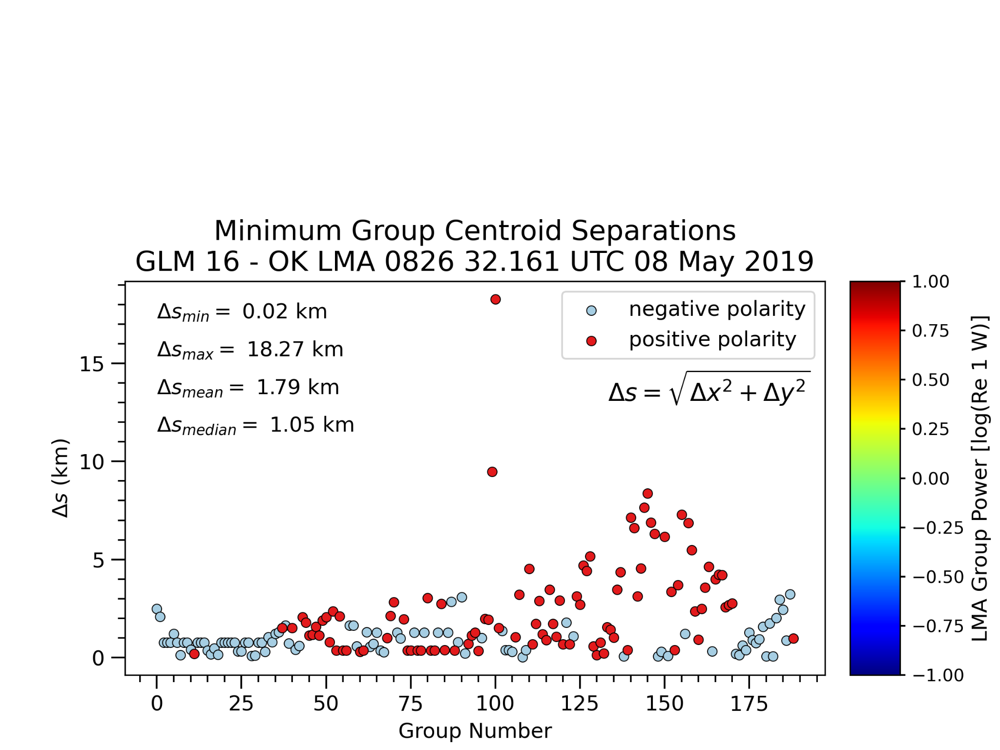 Minimum Group Centroid Separations
GLM 16 - OK LMA 0826 32.161 UTC 08 May 2019
Δs_min = 0.02 km
Δs_max = 18.27 km
Δs_mean = 1.79 km
Δs_median = 1.05 km
negative polarity
positive polarity
Δs = √(Δx² + Δy²)
Δs (km)
15
10
5
0
0 25 50 75 100 125 150 175
Group Number
1.00
0.75
0.50
0.25
0.00
−0.25
−0.50
−0.75
−1.00
LMA Group Power [log(Re 1 W)]